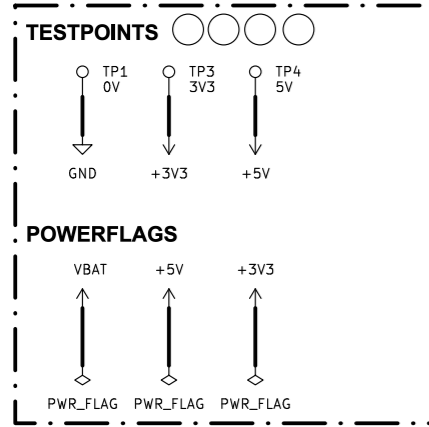 TESTPOINTS
TP1 TP3 TP4
0V 3V3 5V
GND +3V3 +5V
POWERFLAGS
VBAT +5V +3V3
PWR_FLAG PWR_FLAG PWR_FLAG